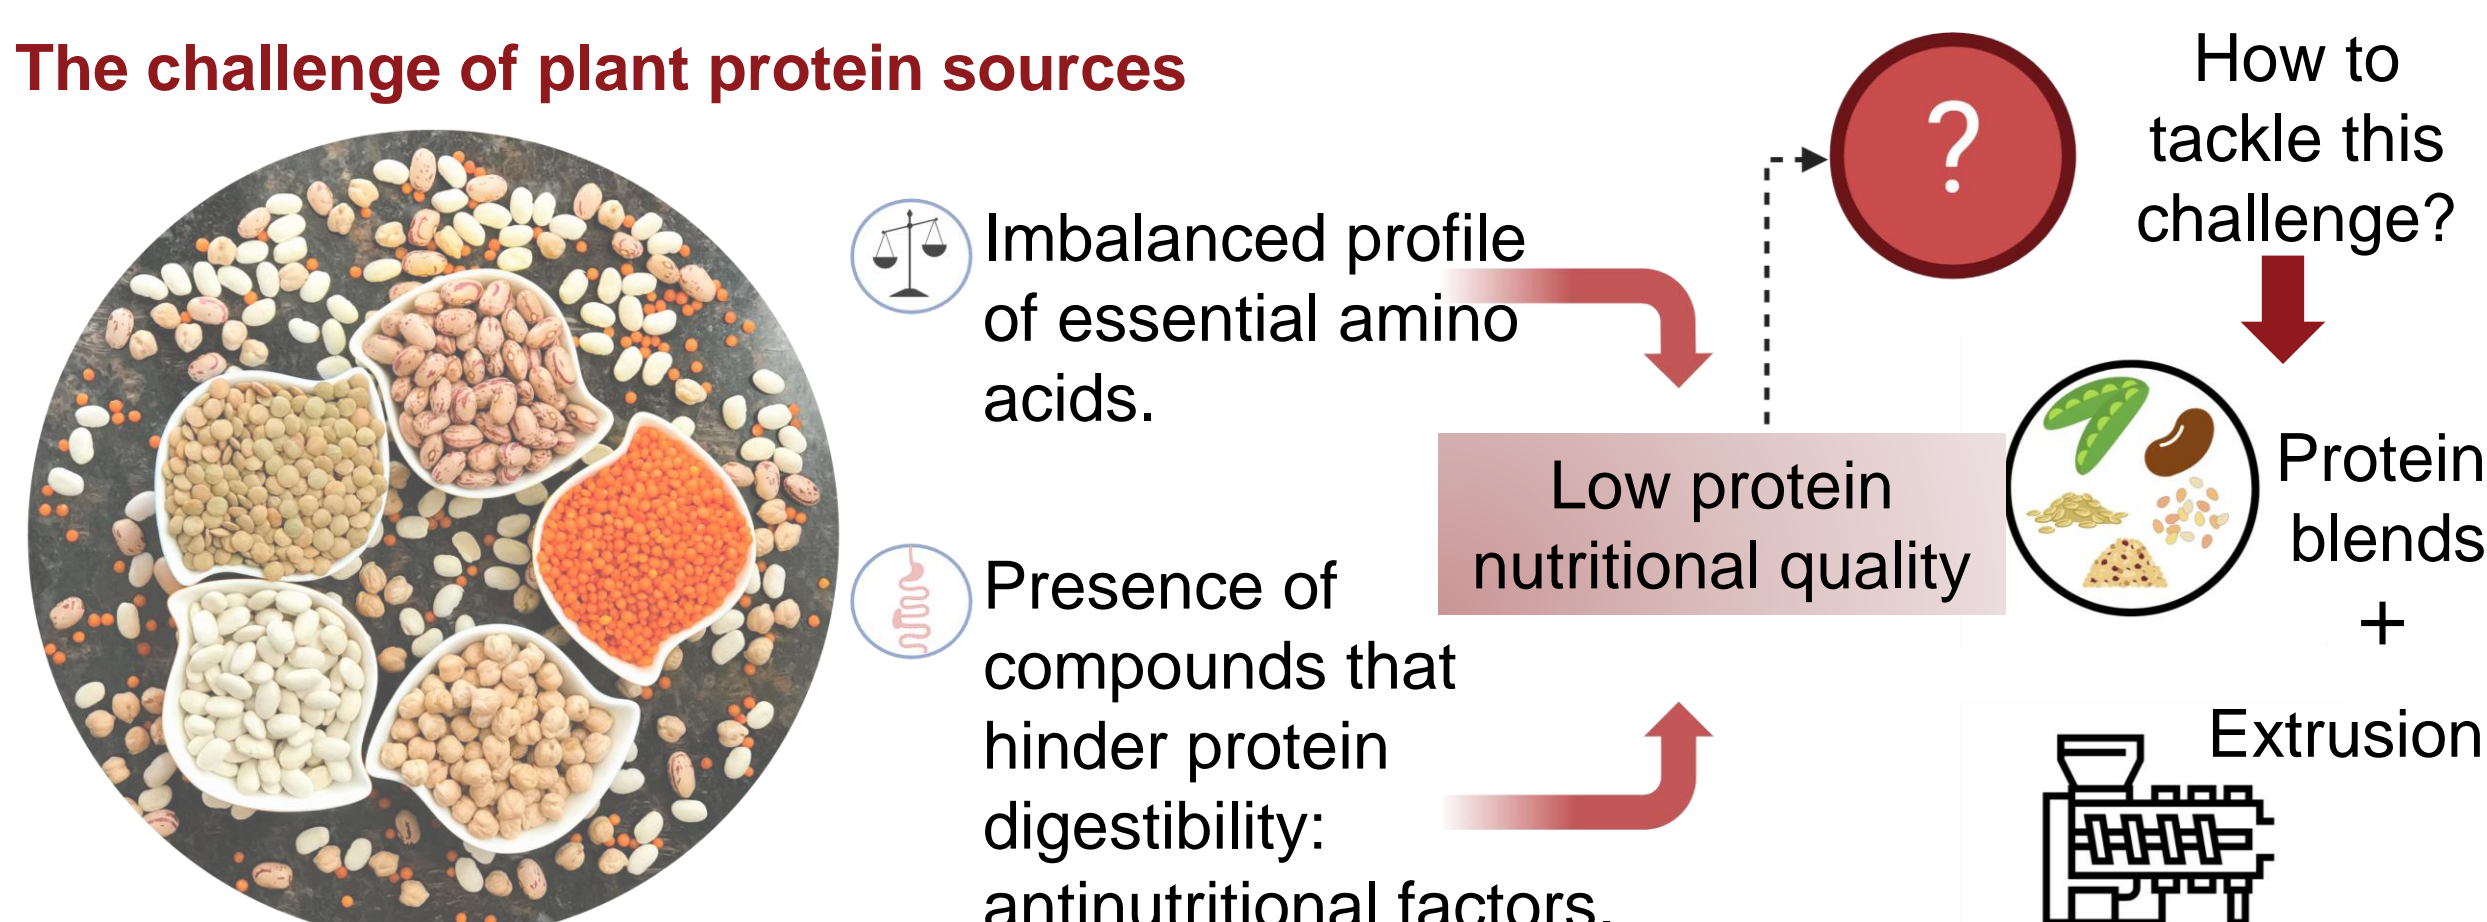 The challenge of plant protein sources
Imbalanced profile
of essential amino
acids.
Presence of
compounds that
hinder protein
digestibility:
antinutritional factors.
Low protein
nutritional quality
?
How to
tackle this
challenge?
Protein
blends
+
Extrusion